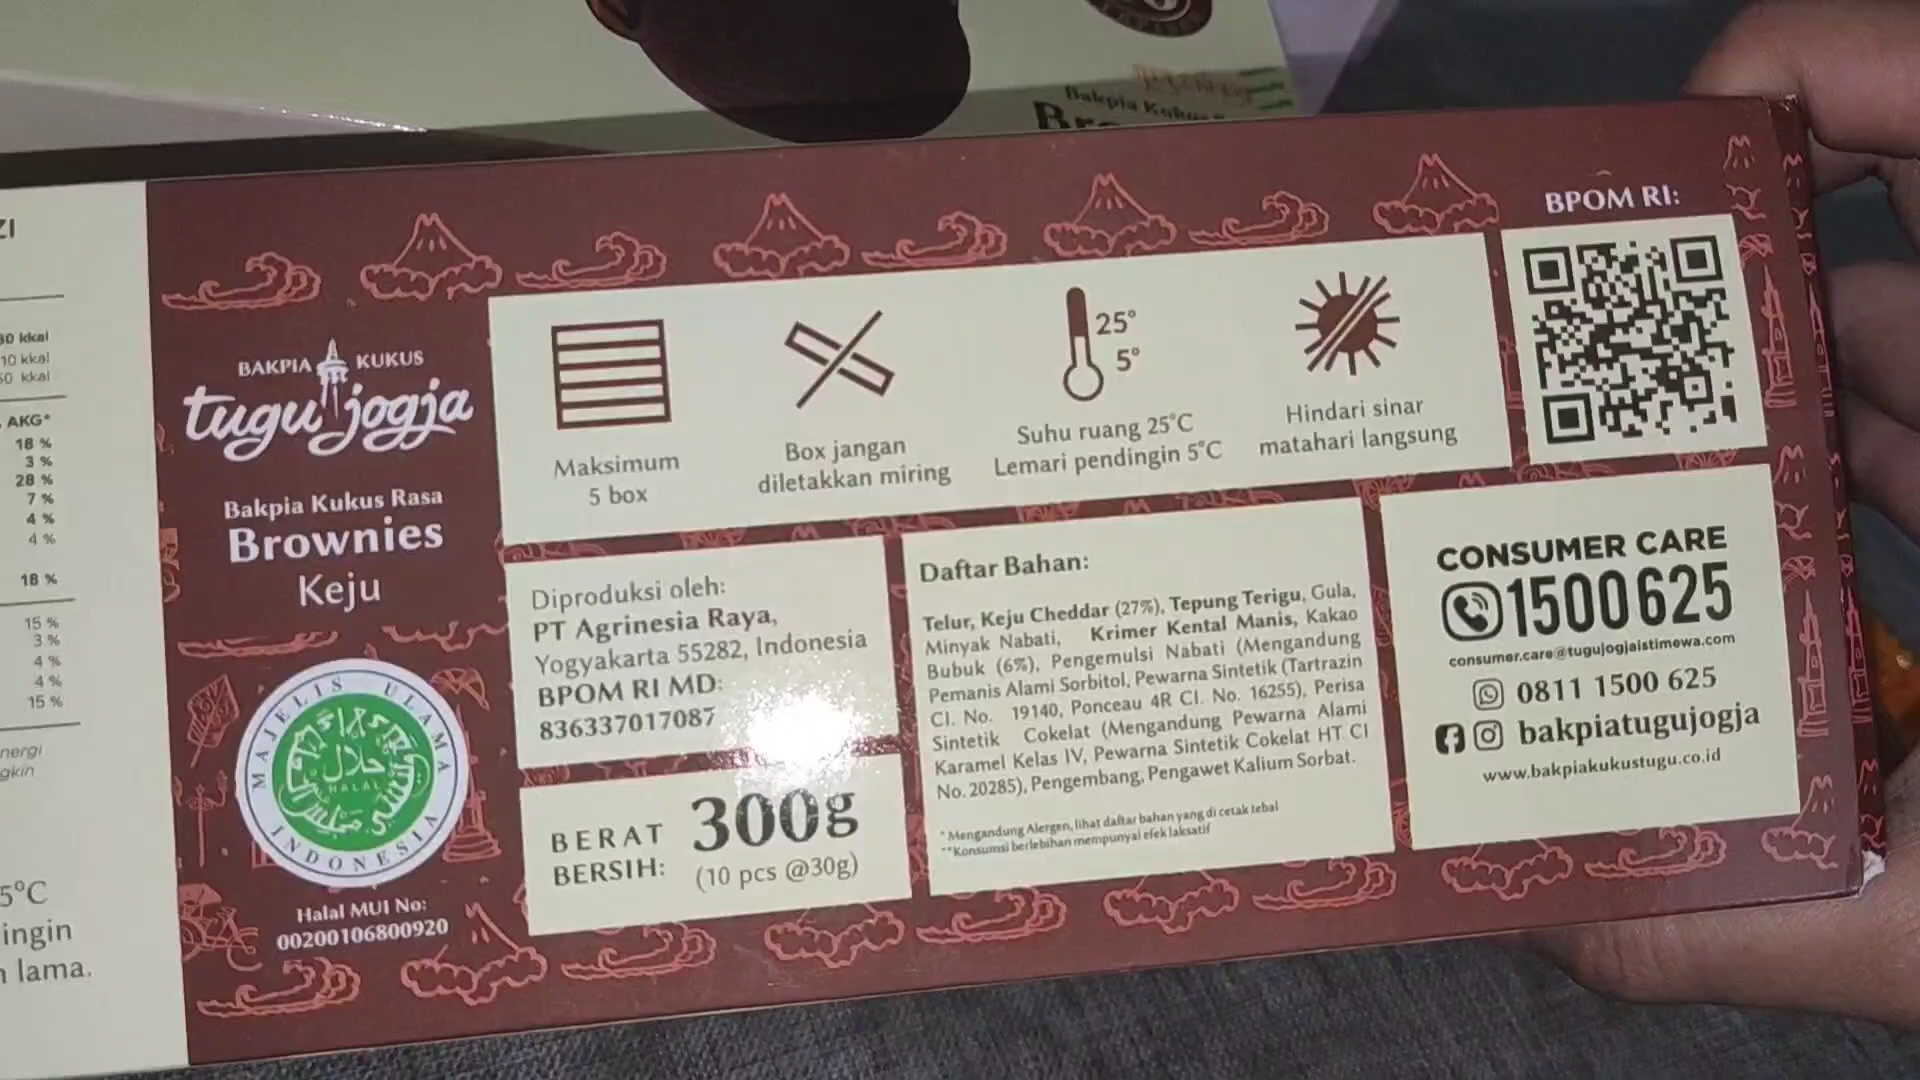 Bakpia Kukus
ZI
30 kkal
10 kkal
50 kkal
AKG*
18 %
3 %
28 %
7 %
4 %
4 %
18 %
15 %
3 %
4 %
4 %
15 %
nergi
gkin
5°C
ingin
lama.
BAKPIA KUKUS
tugu jogja
Bakpia Kukus Rasa
Brownies
Keju
MAJELIS ULAMA
INDONESIA
حلال
HALAL
Halal MUI No:
00200106800920
Maksimum
5 box
Box jangan
diletakkan miring
25°
5°
Suhu ruang 25°C
Lemari pendingin 5°C
Hindari sinar
matahari langsung
BPOM RI:
Diproduksi oleh:
PT Agrinesia Raya,
Yogyakarta 55282, Indonesia
BPOM RI MD:
836337017087
BERAT
BERSIH:
300g
(10 pcs @30g)
Daftar Bahan:
Telur, Keju Cheddar (27%), Tepung Terigu, Gula,
Minyak Nabati, Krimer Kental Manis, Kakao
Bubuk (6%), Pengemulsi Nabati (Mengandung
Pemanis Alami Sorbitol, Pewarna Sintetik (Tartrazin
CI. No. 19140, Ponceau 4R CI. No. 16255), Perisa
Sintetik Cokelat (Mengandung Pewarna Alami
Karamel Kelas IV, Pewarna Sintetik Cokelat HT CI
No. 20285), Pengembang, Pengawet Kalium Sorbat.
* Mengandung Alergen, lihat daftar bahan yang di cetak tebal
**Konsumsi berlebihan mempunyai efek laksatif
CONSUMER CARE
1500625
consumer.care@tugujogjaistimewa.com
0811 1500 625
bakpiatugujogja
www.bakpiakukustugu.co.id